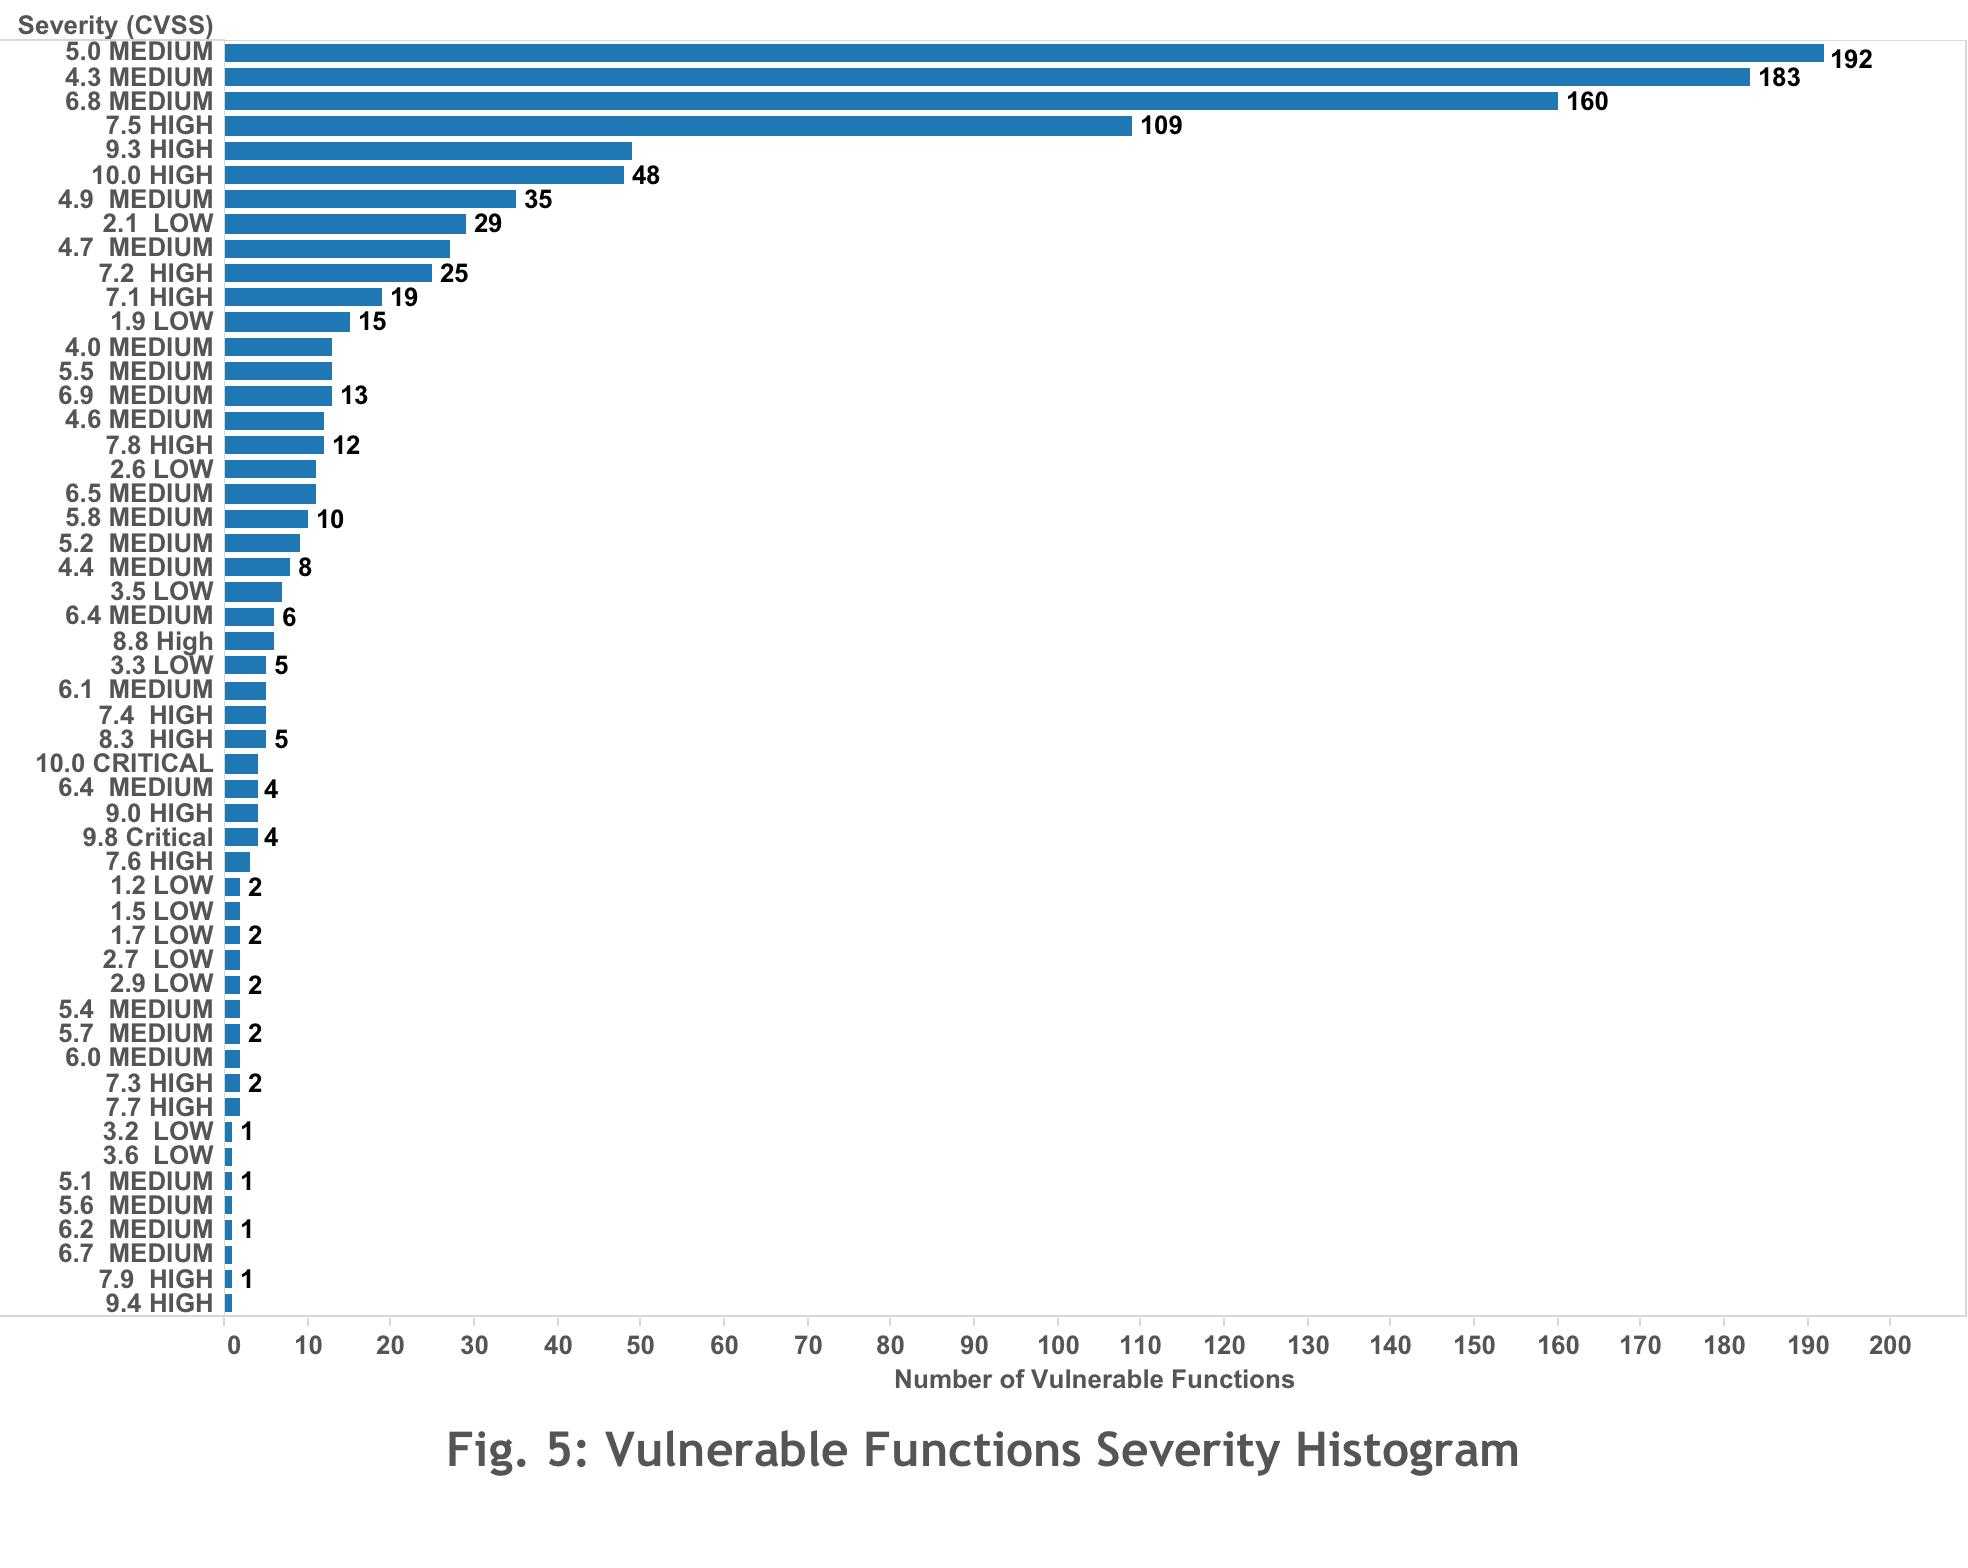 Severity (CVSS)
5.0 MEDIUM 192
4.3 MEDIUM 183
6.8 MEDIUM 160
7.5 HIGH 109
9.3 HIGH
10.0 HIGH 48
4.9 MEDIUM 35
2.1 LOW 29
4.7 MEDIUM
7.2 HIGH 25
7.1 HIGH 19
1.9 LOW 15
4.0 MEDIUM
5.5 MEDIUM
6.9 MEDIUM 13
4.6 MEDIUM
7.8 HIGH 12
2.6 LOW
6.5 MEDIUM
5.8 MEDIUM 10
5.2 MEDIUM
4.4 MEDIUM 8
3.5 LOW
6.4 MEDIUM 6
8.8 High
3.3 LOW 5
6.1 MEDIUM
7.4 HIGH
8.3 HIGH 5
10.0 CRITICAL
6.4 MEDIUM 4
9.0 HIGH
9.8 Critical 4
7.6 HIGH
1.2 LOW 2
1.5 LOW
1.7 LOW 2
2.7 LOW
2.9 LOW 2
5.4 MEDIUM
5.7 MEDIUM 2
6.0 MEDIUM
7.3 HIGH 2
7.7 HIGH
3.2 LOW 1
3.6 LOW
5.1 MEDIUM 1
5.6 MEDIUM
6.2 MEDIUM 1
6.7 MEDIUM
7.9 HIGH 1
9.4 HIGH
0 10 20 30 40 50 60 70 80 90 100 110 120 130 140 150 160 170 180 190 200
Number of Vulnerable Functions
Fig. 5: Vulnerable Functions Severity Histogram